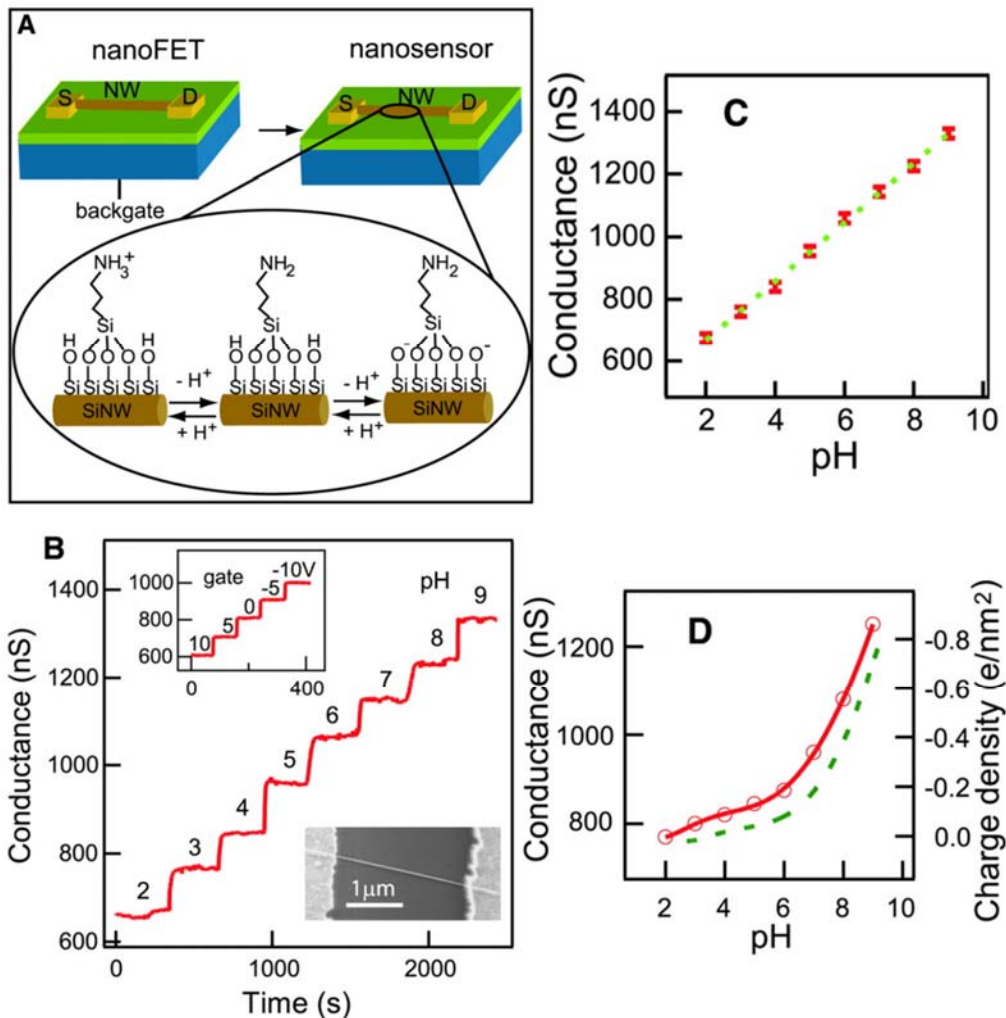 A
nanoFET
nanosensor
S NW D
S NW D
backgate
NH3+
NH2
NH2
Si
Si
Si
H H
H H
O O O O O
O O O O O
O- O O O O-
Si Si Si Si Si
Si Si Si Si Si
Si Si Si Si Si
- H+
- H+
SiNW
SiNW
SiNW
+ H+
+ H+
C
Conductance (nS)
1400
1200
1000
800
600
2 4 6 8 10
pH
B
Conductance (nS)
1400
1200
1000
800
600
gate
1000
800
600
10
5
0
-5
-10V
0 400
pH
2
3
4
5
6
7
8
9
1μm
0 1000 2000
Time (s)
D
Conductance (nS)
1200
1000
800
Charge density (e/nm2)
-0.8
-0.6
-0.4
-0.2
0.0
2 4 6 8 10
pH